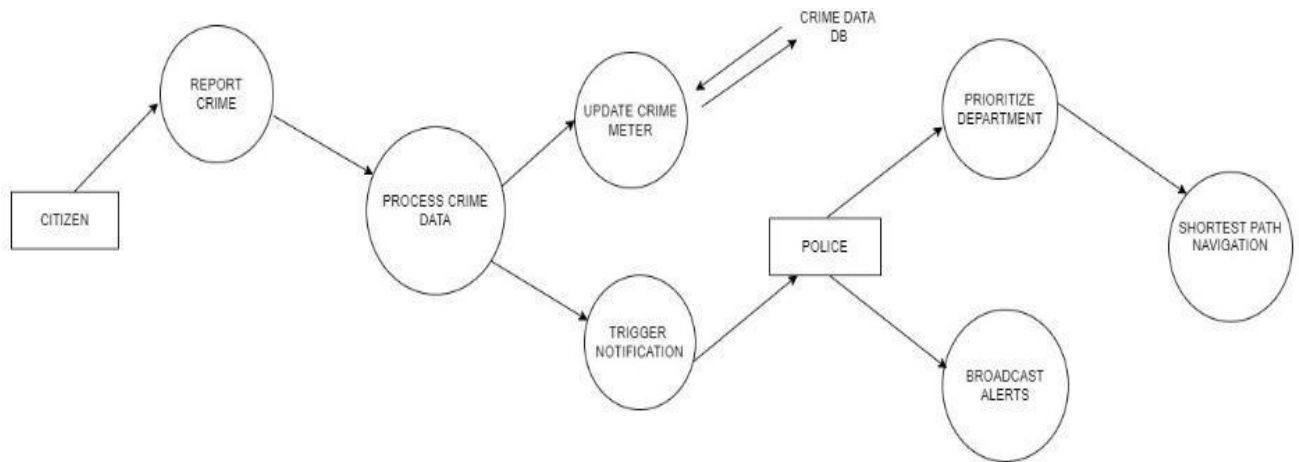 CRIME DATA
DB
REPORT
CRIME
UPDATE CRIME
METER
PRIORITIZE
DEPARTMENT
PROCESS CRIME
DATA
CITIZEN
POLICE
SHORTEST PATH
NAVIGATION
TRIGGER
NOTIFICATION
BROADCAST
ALERTS